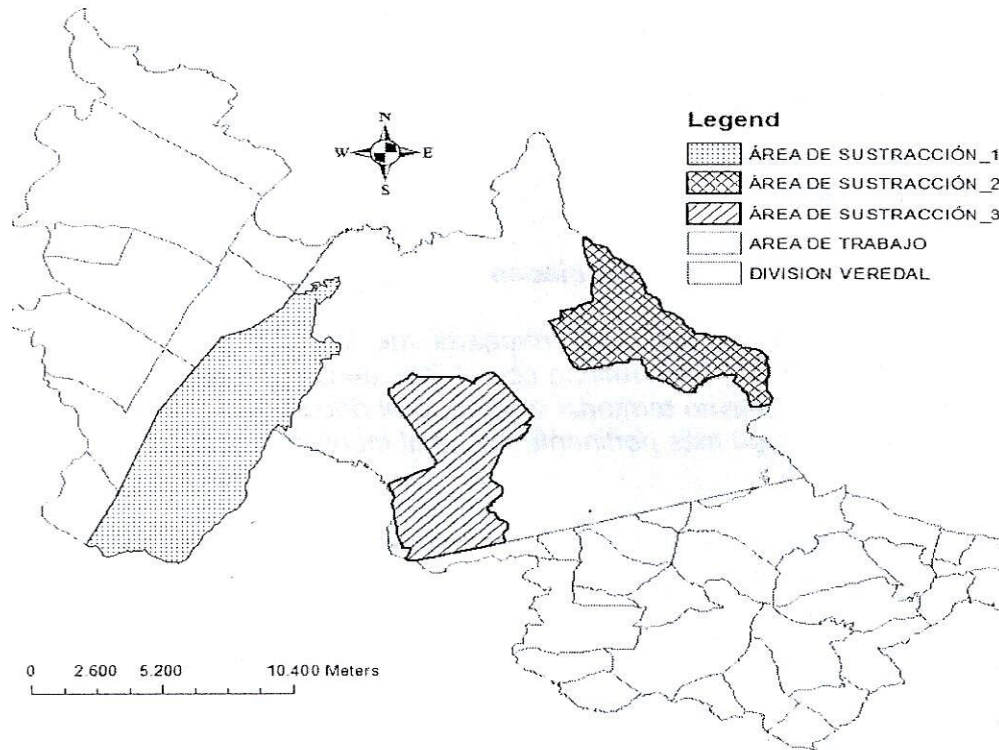 N
W E
S
Legend
ÁREA DE SUSTRACCIÓN_1
ÁREA DE SUSTRACCIÓN_2
ÁREA DE SUSTRACCIÓN_3
AREA DE TRABAJO
DIVISION VEREDAL
0 2.600 5.200 10.400 Meters